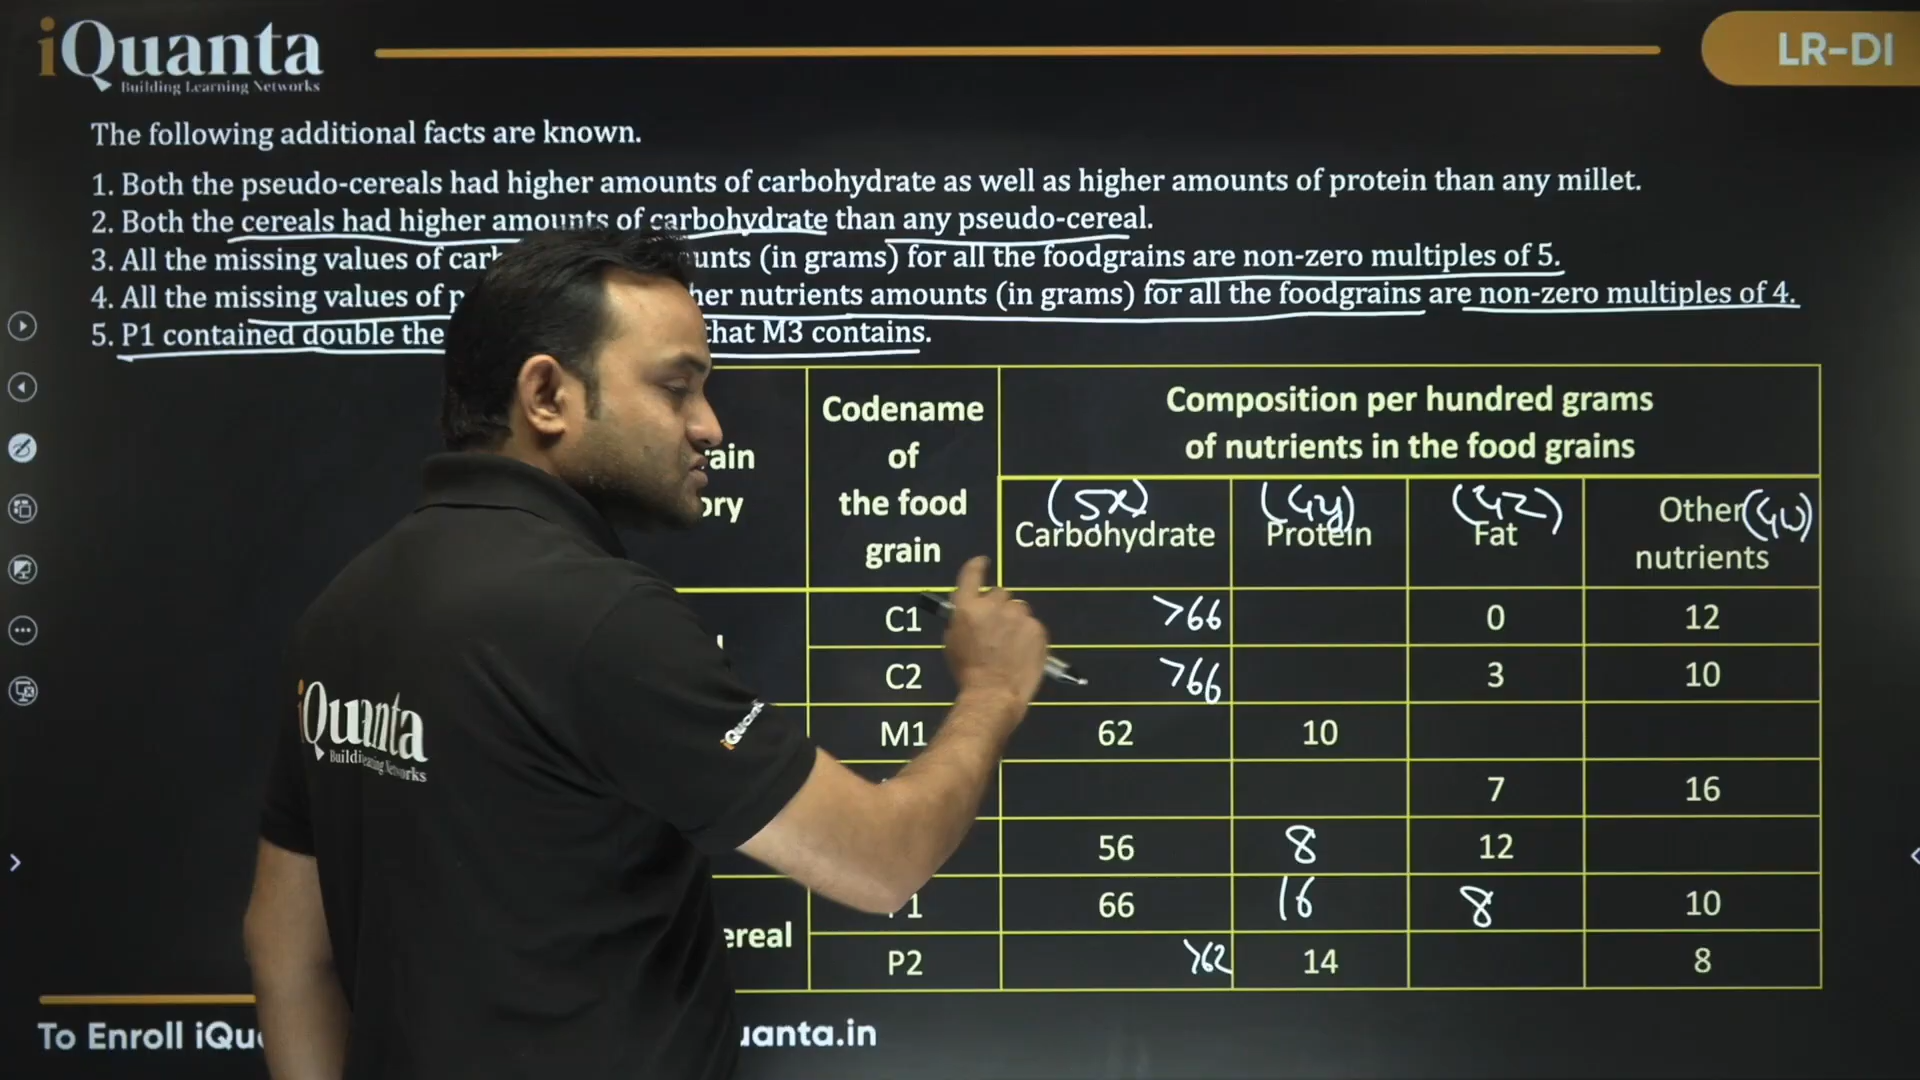 iQuanta
Building Learning Networks
LR-DI
The following additional facts are known.
1. Both the pseudo-cereals had higher amounts of carbohydrate as well as higher amounts of protein than any millet.
2. Both the cereals had higher amounts of carbohydrate than any pseudo-cereal.
3. All the missing values of carb unts (in grams) for all the foodgrains are non-zero multiples of 5.
4. All the missing values of p her nutrients amounts (in grams) for all the foodgrains are non-zero multiples of 4.
5. P1 contained double the that M3 contains.
rain
ory
Codename
of
the food
grain
Composition per hundred grams
of nutrients in the food grains
(5x) (4y) (4z) (4w)
Carbohydrate Protein Fat Other
nutrients
C1 >66 0 12
C2 >66 3 10
M1 62 10
7 16
56 8 12
1 66 16 8 10
ereal
P2 >62 14 8
iQuanta
iQuanta
To Enroll iQu uanta.in